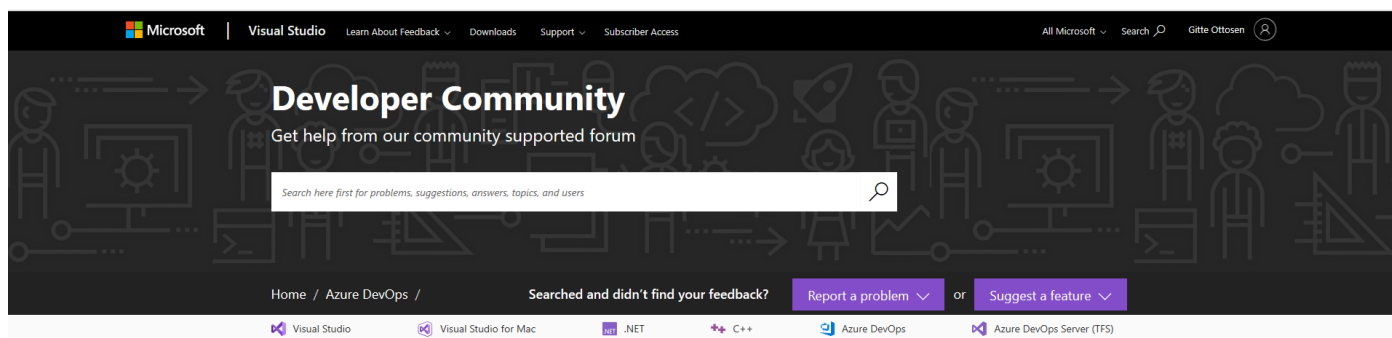 Microsoft Visual Studio Learn About Feedback Downloads Support Subscriber Access All Microsoft Search Gitte Ottosen
Developer Community
Get help from our community supported forum
Search here first for problems, suggestions, answers, topics, and users
Home / Azure DevOps / Searched and didn't find your feedback? Report a problem or Suggest a feature
Visual Studio Visual Studio for Mac .NET .NET C++ Azure DevOps Azure DevOps Server (TFS)